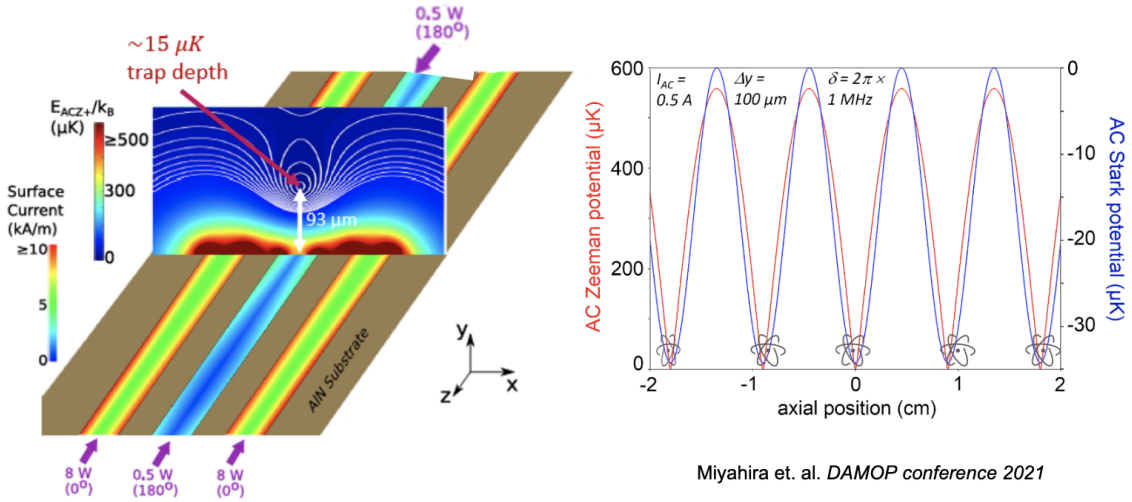 0.5 W
(180°)
~15 μK
trap depth
E_ACZ+/k_B
(μK)
≥500
300
0
Surface
Current
(kA/m)
≥10
5
0
93 μm
AlN Substrate
y
x
z
8 W
(0°)
0.5 W
(180°)
8 W
(0°)
AC Zeeman potential (μK)
600
400
200
0
I_AC =
0.5 A
Δy =
100 μm
δ = 2π ×
1 MHz
0
-10
-20
-30
AC Stark potential
(μK)
-2
-1
0
1
2
axial position (cm)
Miyahira et. al. DAMOP conference 2021